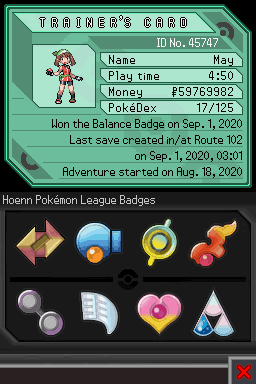 TRAINER'S CARD
ID No. 45747
Name May
Play time 4:50
Money ₽59769982
PokéDex 17/125
Won the Balance Badge on Sep. 1, 2020
Last save created in/at Route 102
on Sep. 1, 2020, 03:01
Adventure started on Aug. 18, 2020
Hoenn Pokémon League Badges